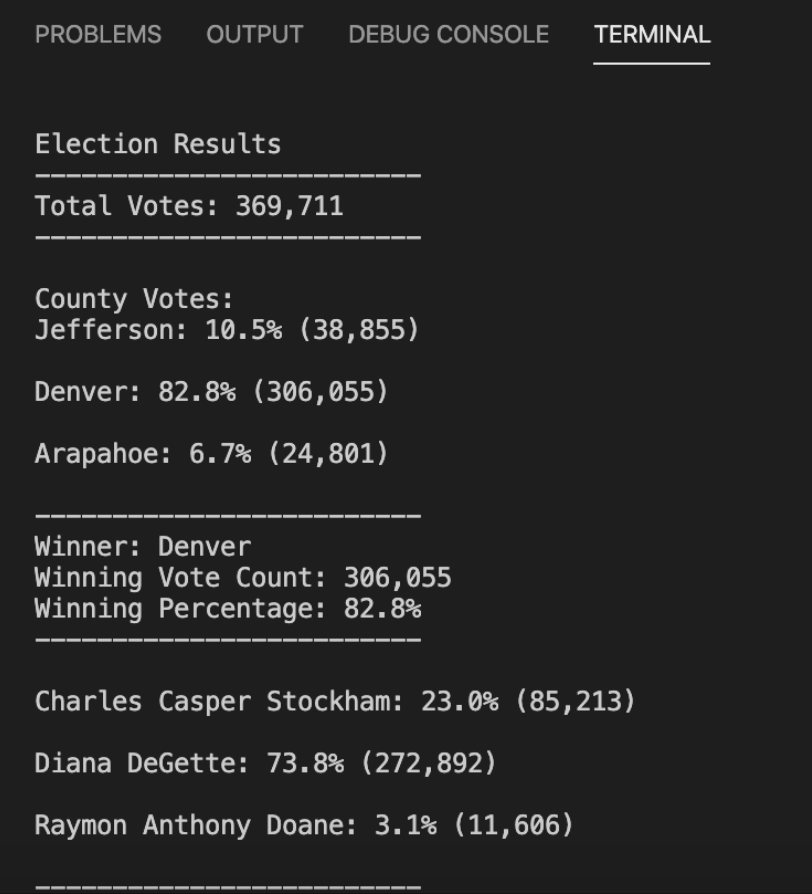 PROBLEMS OUTPUT DEBUG CONSOLE TERMINAL
Election Results
-------------------------
Total Votes: 369,711
-------------------------
County Votes:
Jefferson: 10.5% (38,855)
Denver: 82.8% (306,055)
Arapahoe: 6.7% (24,801)
-------------------------
Winner: Denver
Winning Vote Count: 306,055
Winning Percentage: 82.8%
-------------------------
Charles Casper Stockham: 23.0% (85,213)
Diana DeGette: 73.8% (272,892)
Raymon Anthony Doane: 3.1% (11,606)
-------------------------